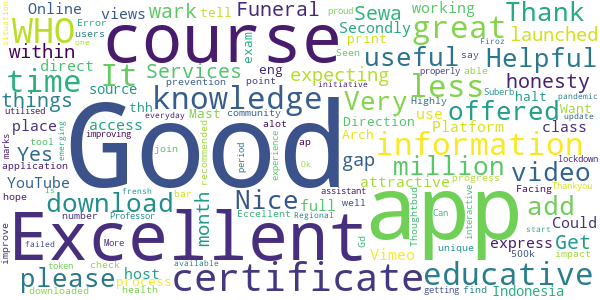 Online views WHO Funeral Sewa working tell proud
Error users work course great Thank
situation within eng Secondly print launched
direct Services expecting exam useful Helpful one
time It source prevention point say Firoz initiative
things knowledge Very less honesty
Seen able properly Suberb
thh Mast community Highly halt pandemic
utilised place access alot Direction use offered Want update
emerging Good recommended Arch Platform class
everyday improving gap information
marks Yes YouTube join period ap million video lockdown
tool experience Ok attractive progress Thankyou
application is frensh Nice full add
hope download month bar assistant Facing interactive
number Professor Eccellent Regional well Thoughtbud Can unique Could
Excellent app express Get start
improve failed More available Gd Vimeo 500k impact
please token check host certificate educative
downloaded health process getting find Indonesia